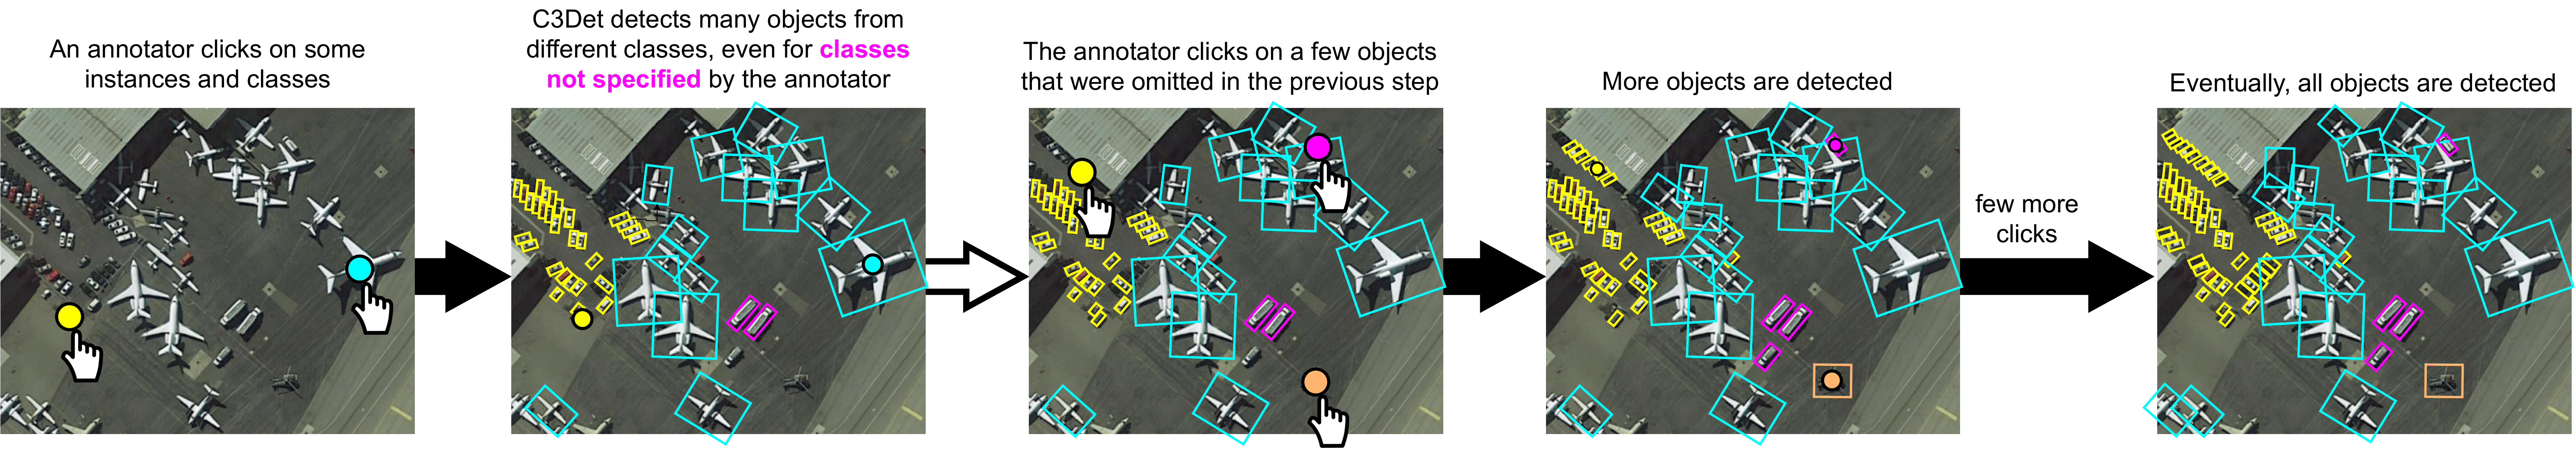 An annotator clicks on some
instances and classes
C3Det detects many objects from
different classes, even for classes
not specified by the annotator
The annotator clicks on a few objects
that were omitted in the previous step
More objects are detected
few more
clicks
Eventually, all objects are detected